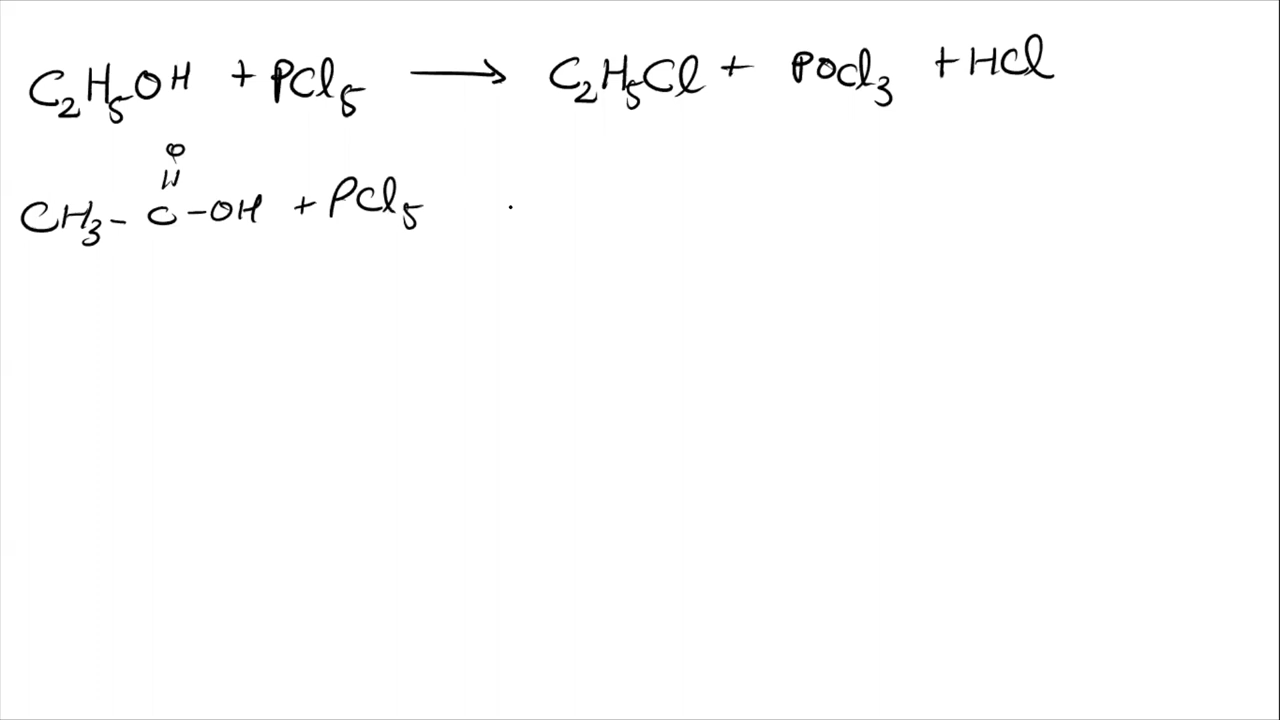 C₂H₅OH + PCl₅ ⟶ C₂H₅Cl + POCl₃ + HCl
O
||
CH₃-C-OH + PCl₅